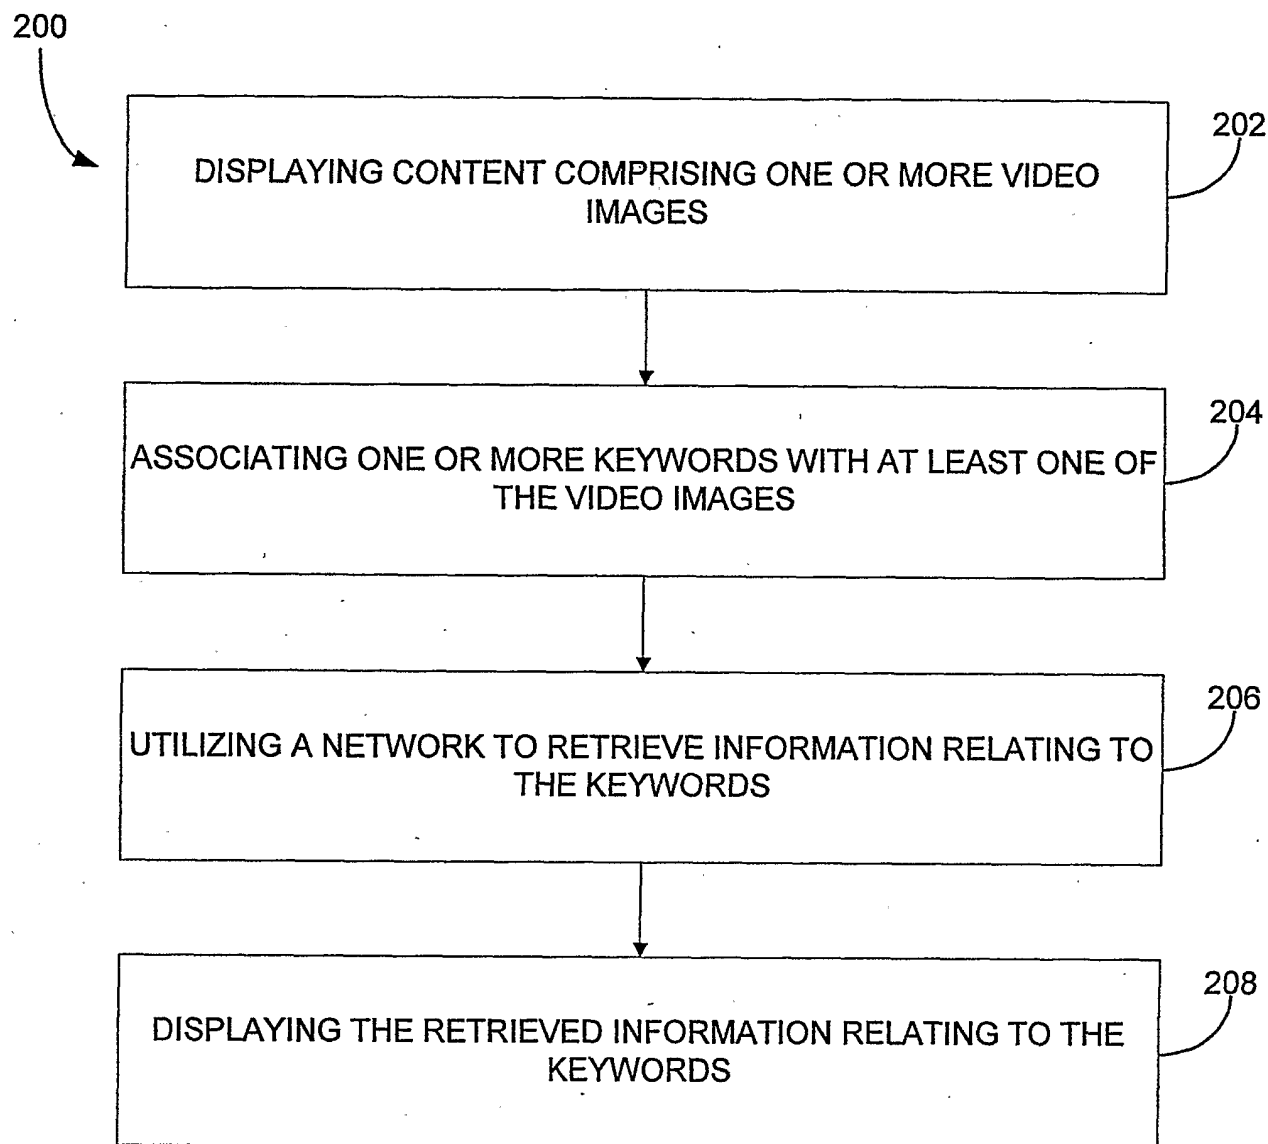 200
202
DISPLAYING CONTENT COMPRISING ONE OR MORE VIDEO
IMAGES
204
ASSOCIATING ONE OR MORE KEYWORDS WITH AT LEAST ONE OF
THE VIDEO IMAGES
206
UTILIZING A NETWORK TO RETRIEVE INFORMATION RELATING TO
THE KEYWORDS
208
DISPLAYING THE RETRIEVED INFORMATION RELATING TO THE
KEYWORDS